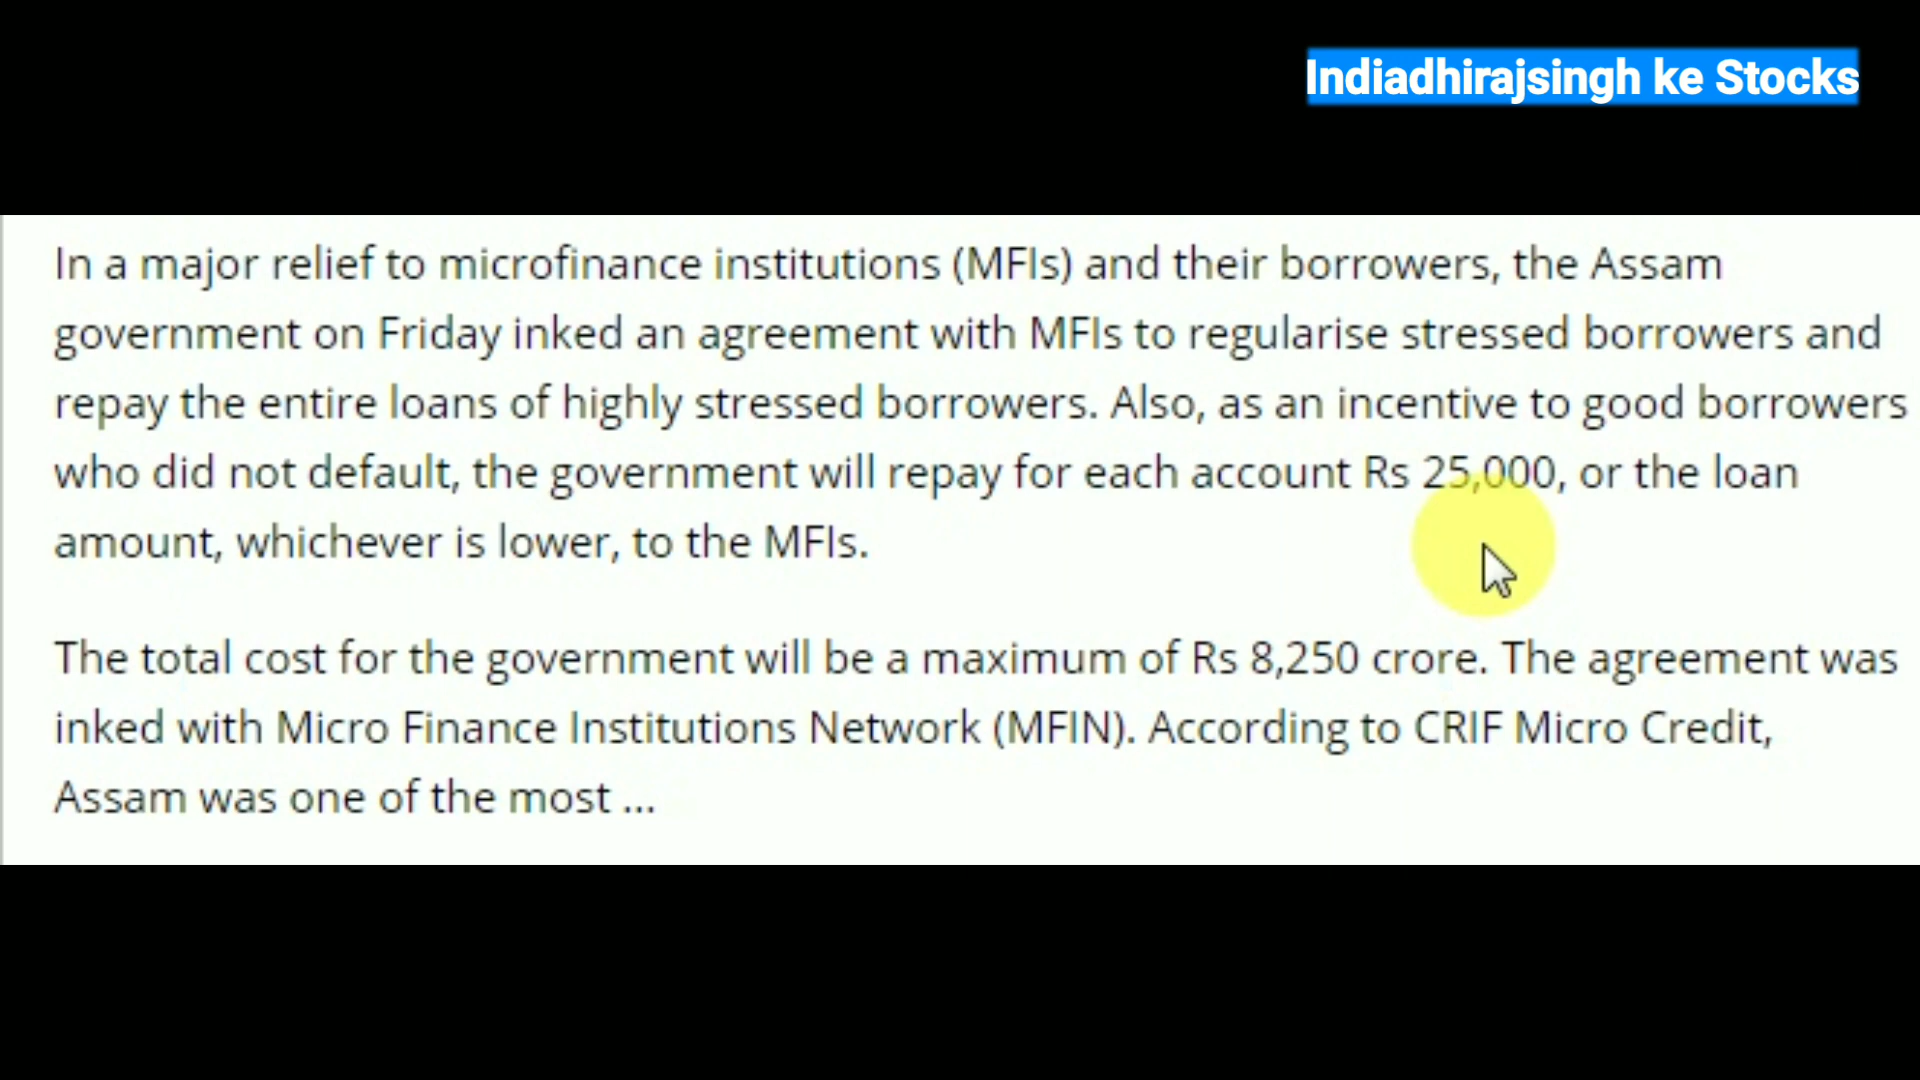 Indiadhirajsingh ke Stocks
In a major relief to microfinance institutions (MFIs) and their borrowers, the Assam
government on Friday inked an agreement with MFIs to regularise stressed borrowers and
repay the entire loans of highly stressed borrowers. Also, as an incentive to good borrowers
who did not default, the government will repay for each account Rs 25,000, or the loan
amount, whichever is lower, to the MFIs.
The total cost for the government will be a maximum of Rs 8,250 crore. The agreement was
inked with Micro Finance Institutions Network (MFIN). According to CRIF Micro Credit,
Assam was one of the most ...